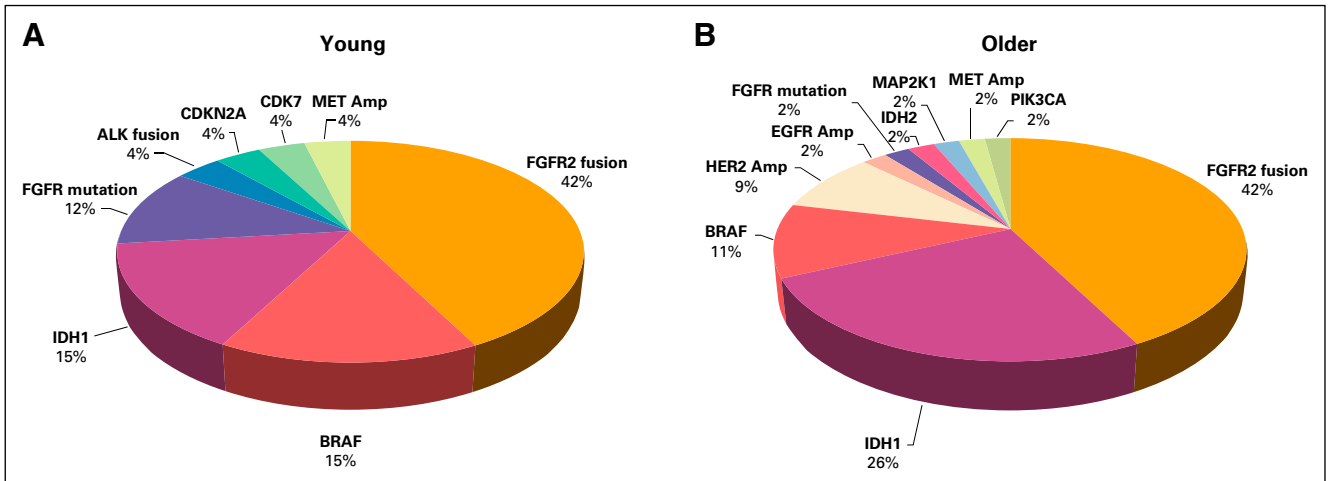 A
Young
FGFR2 fusion
42%
BRAF
15%
IDH1
15%
FGFR mutation
12%
ALK fusion
4%
CDKN2A
4%
CDK7
4%
MET Amp
4%
B
Older
FGFR2 fusion
42%
IDH1
26%
BRAF
11%
HER2 Amp
9%
EGFR Amp
2%
FGFR mutation
2%
IDH2
2%
MAP2K1
2%
MET Amp
2%
PIK3CA
2%